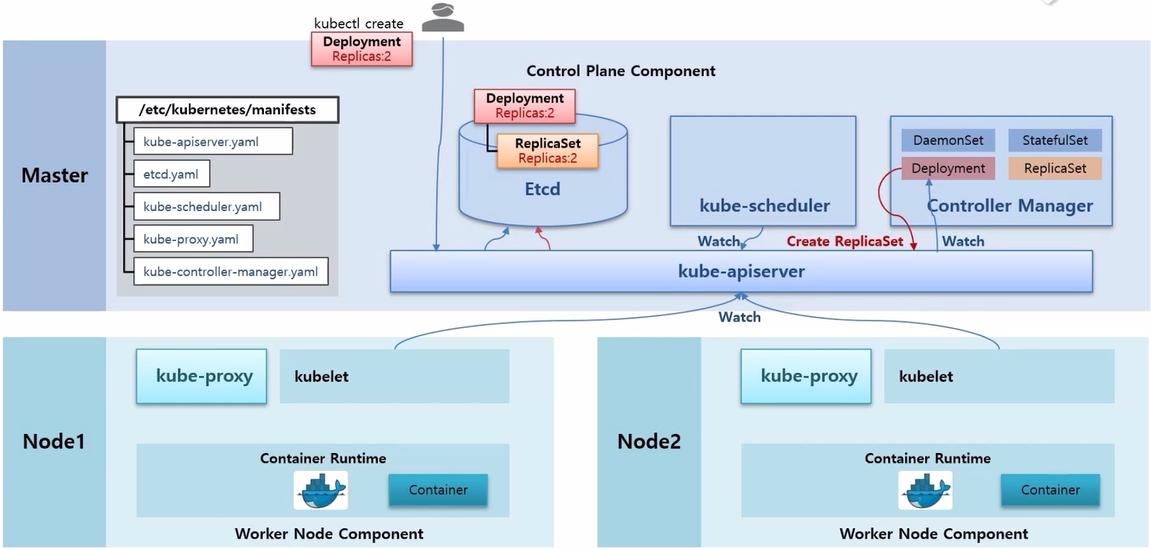 kubectl create
Deployment
Replicas:2
Master
/etc/kubernetes/manifests
kube-apiserver.yaml
etcd.yaml
kube-scheduler.yaml
kube-proxy.yaml
kube-controller-manager.yaml
Control Plane Component
Deployment
Replicas:2
ReplicaSet
Replicas:2
Etcd
kube-scheduler
DaemonSet
StatefulSet
Deployment
ReplicaSet
Controller Manager
Watch
Create ReplicaSet
Watch
kube-apiserver
Watch
Node1
kube-proxy
kubelet
Container Runtime
Container
Worker Node Component
Node2
kube-proxy
kubelet
Container Runtime
Container
Worker Node Component